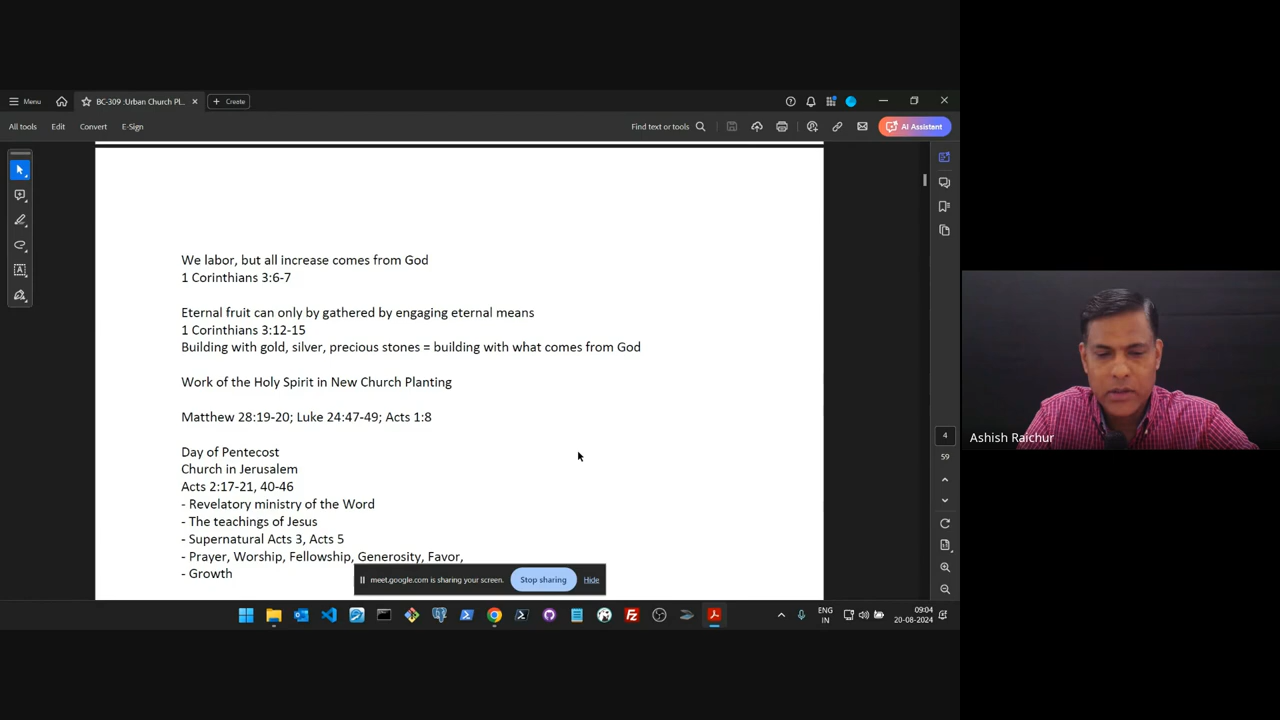 Menu
BC-309 :Urban Church Pl...
Create
All tools
Edit
Convert
E-Sign
Find text or tools
AI Assistant
We labor, but all increase comes from God
1 Corinthians 3:6-7
Eternal fruit can only by gathered by engaging eternal means
1 Corinthians 3:12-15
Building with gold, silver, precious stones = building with what comes from God
Work of the Holy Spirit in New Church Planting
Matthew 28:19-20; Luke 24:47-49; Acts 1:8
Day of Pentecost
Church in Jerusalem
Acts 2:17-21, 40-46
- Revelatory ministry of the Word
- The teachings of Jesus
- Supernatural Acts 3, Acts 5
- Prayer, Worship, Fellowship, Generosity, Favor,
- Growth
meet.google.com is sharing your screen.
Stop sharing
Hide
4
59
Ashish Raichur
ENG
IN
09:04
20-08-2024